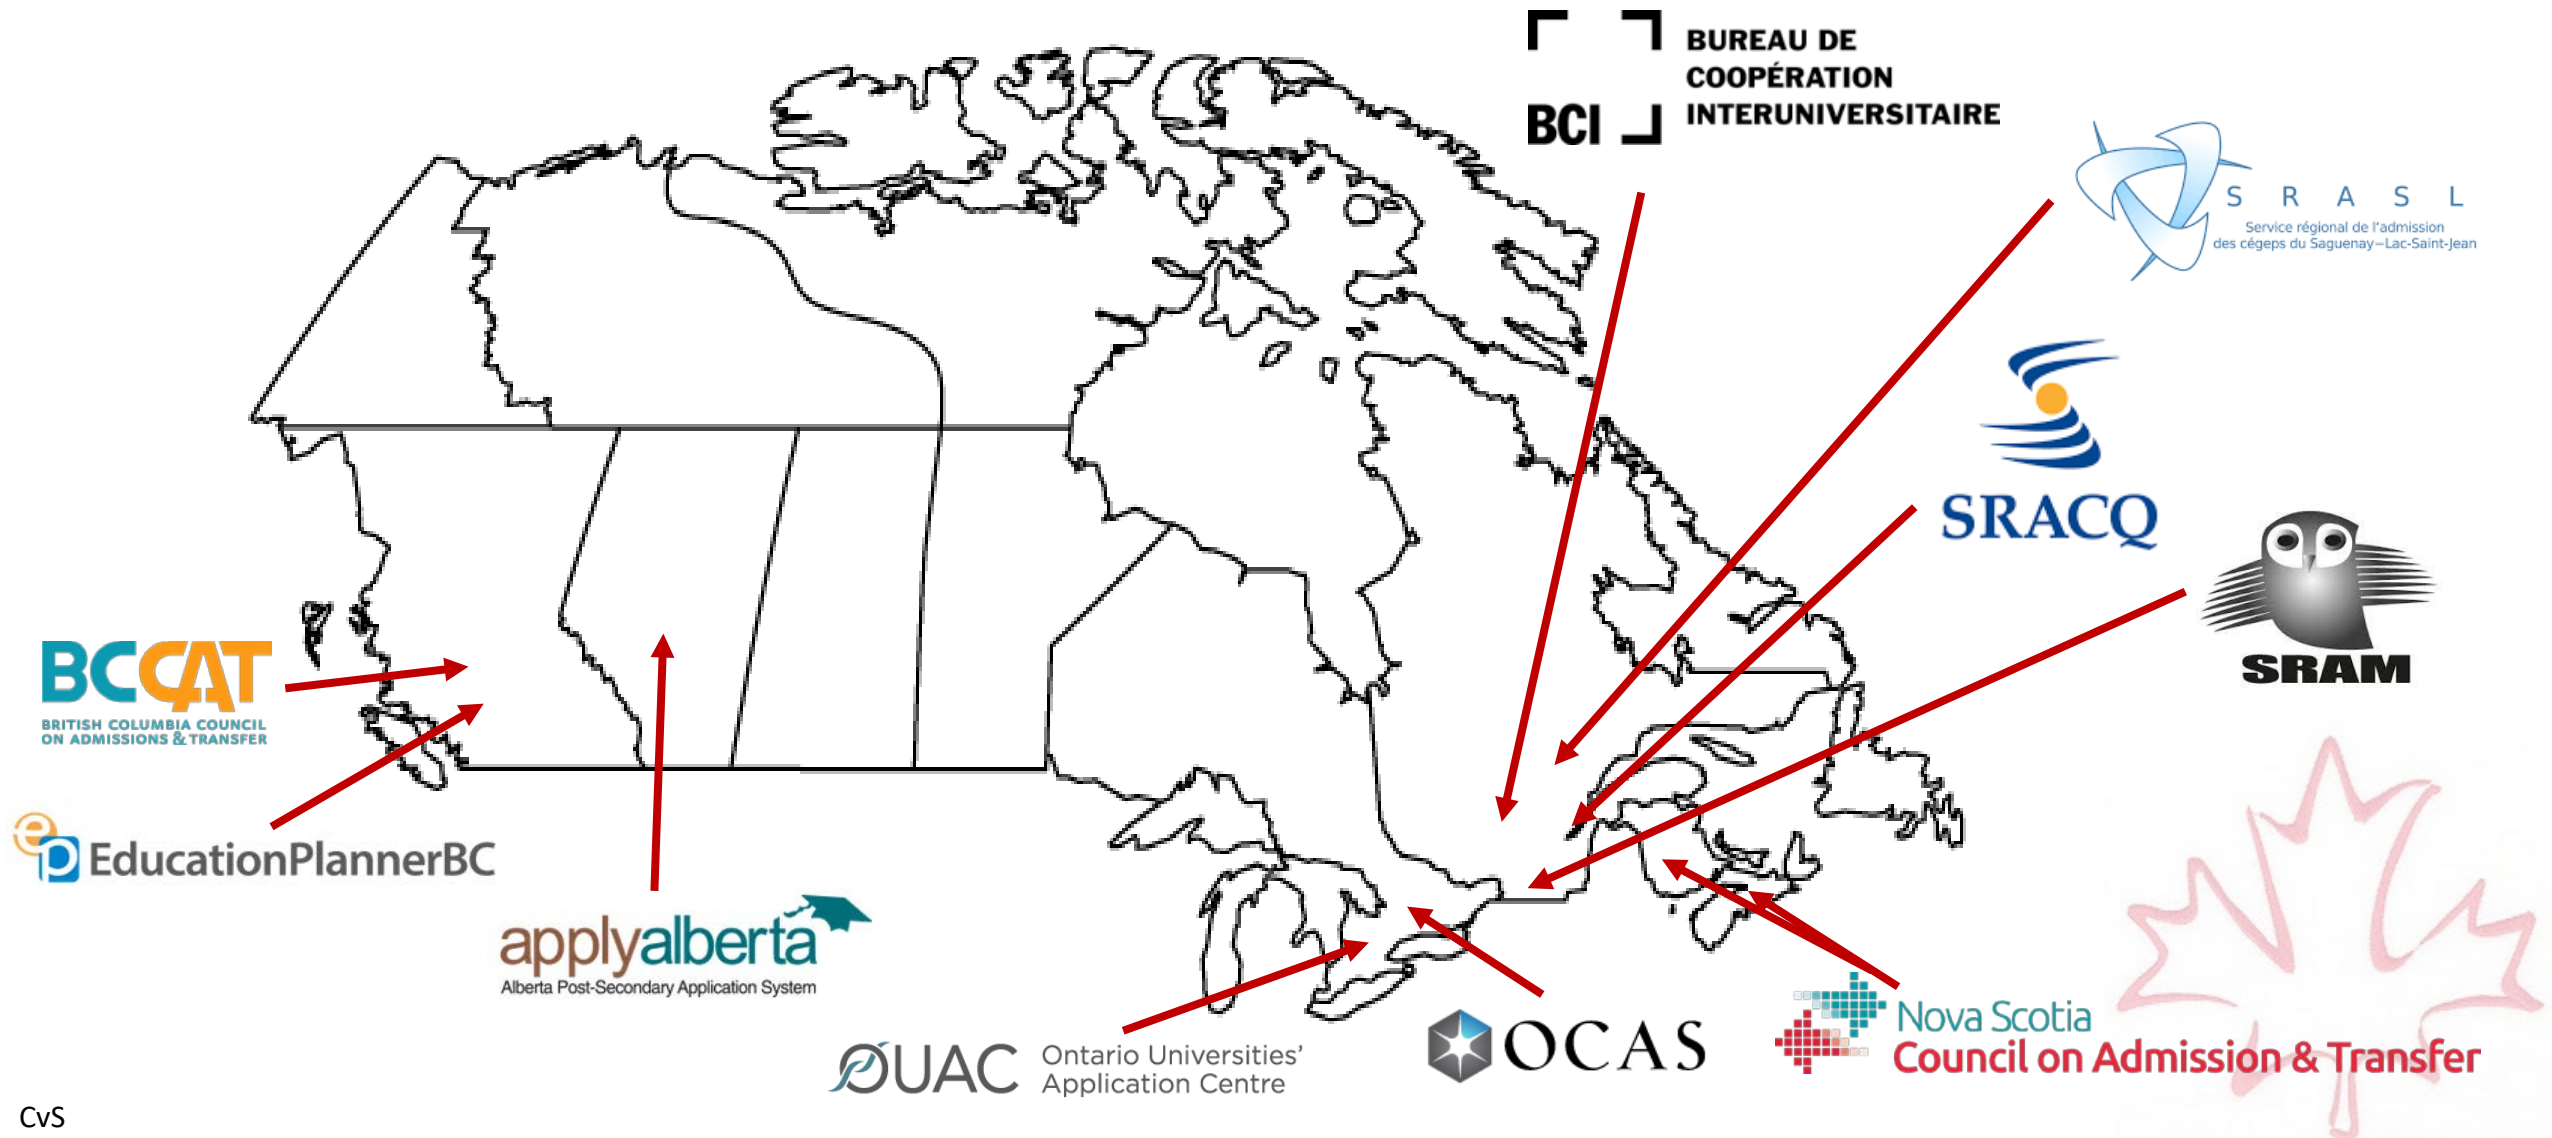 BUREAU DE
COOPÉRATION
INTERUNIVERSITAIRE
BCI
S R A S L
Service régional de l'admission
des cégeps du Saguenay–Lac-Saint-Jean
SRACQ
SRAM
BCCAT
BRITISH COLUMBIA COUNCIL
ON ADMISSIONS & TRANSFER
ep EducationPlannerBC
applyalberta
Alberta Post-Secondary Application System
OUAC
Ontario Universities'
Application Centre
OCAS
Nova Scotia
Council on Admission & Transfer
CvS